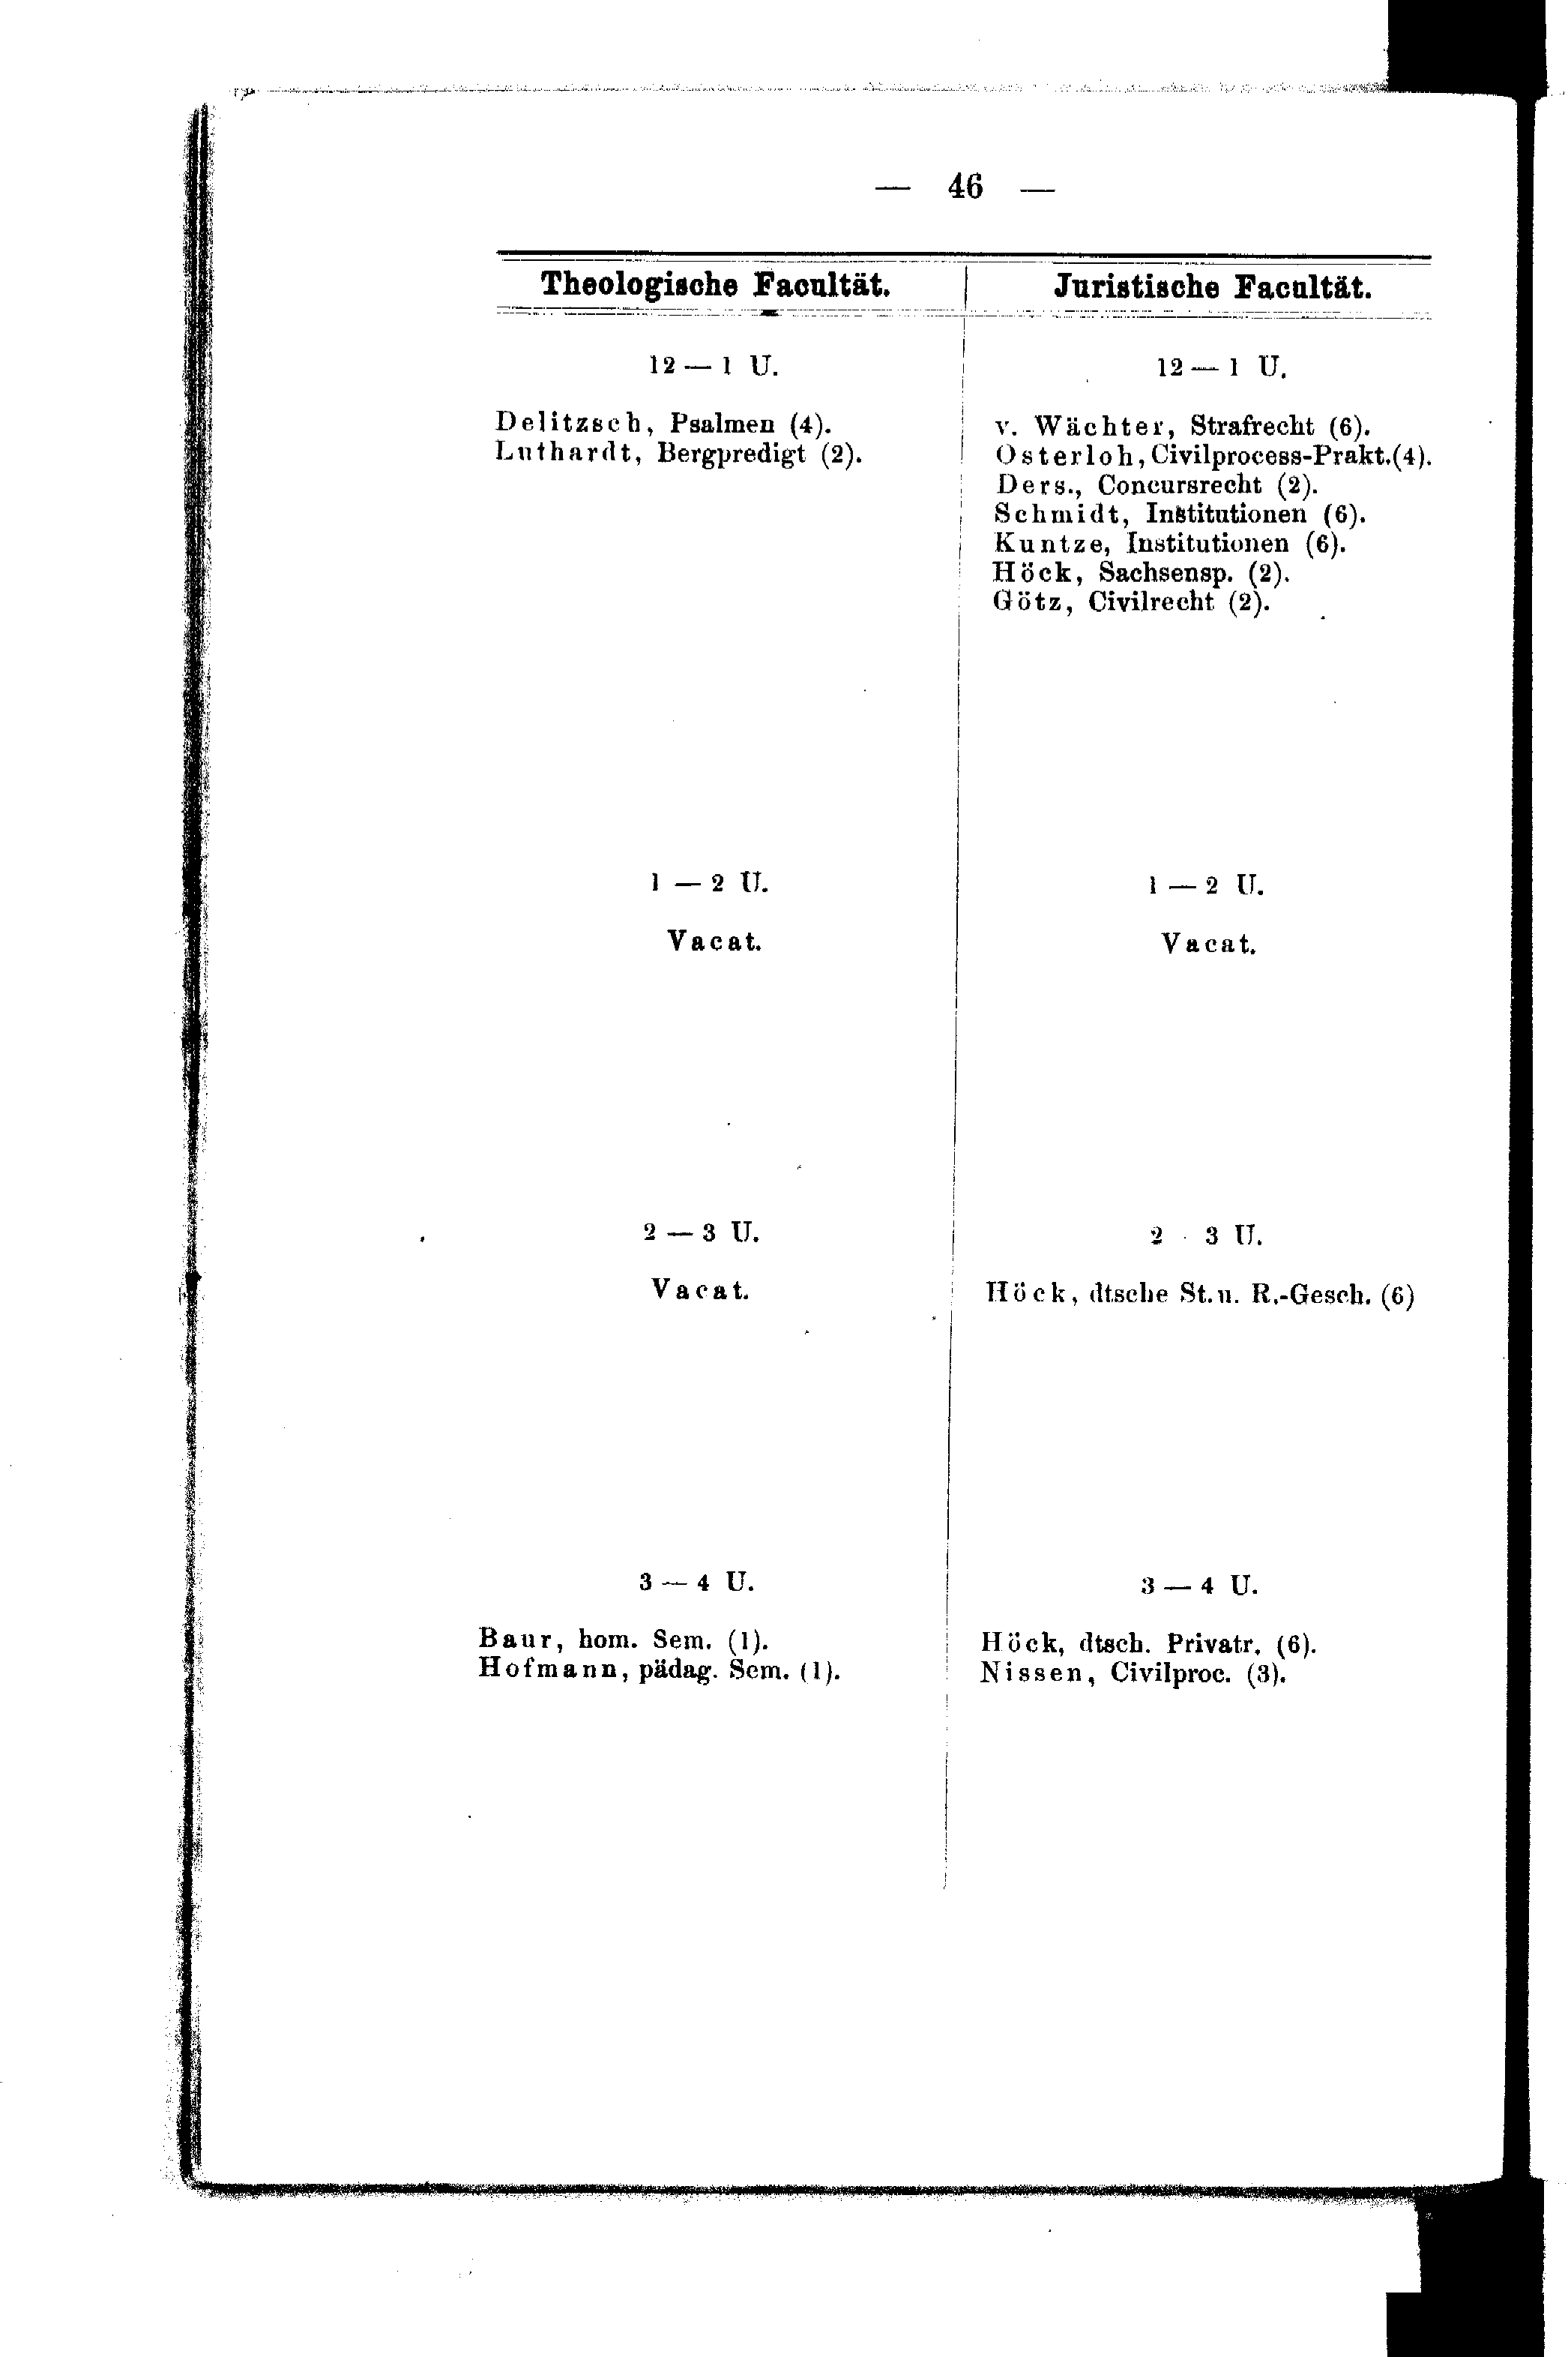 — 46 —
Theologische Facultät.
12 — 1 U.
Delitzsch, Psalmen (4).
Luthardt, Bergpredigt (2).
1 — 2 U.
Vacat.
2 — 3 U.
Vacat.
3 — 4 U.
Baur, hom. Sem. (1).
Hofmann, pädag. Sem. (1).
Juristische Facultät.
12 — 1 U.
v. Wächter, Strafrecht (6).
Osterloh, Civilprocess-Prakt. (4).
Ders., Concursrecht (2).
Schmidt, Institutionen (6).
Kuntze, Institutionen (6).
Höck, Sachsensp. (2).
Götz, Civilrecht (2).
1 — 2 U.
Vacat.
2 - 3 U.
Höck, dtsche St. u. R.-Gesch. (6)
3 — 4 U.
Höck, dtsch. Privatr. (6).
Nissen, Civilproc. (3).